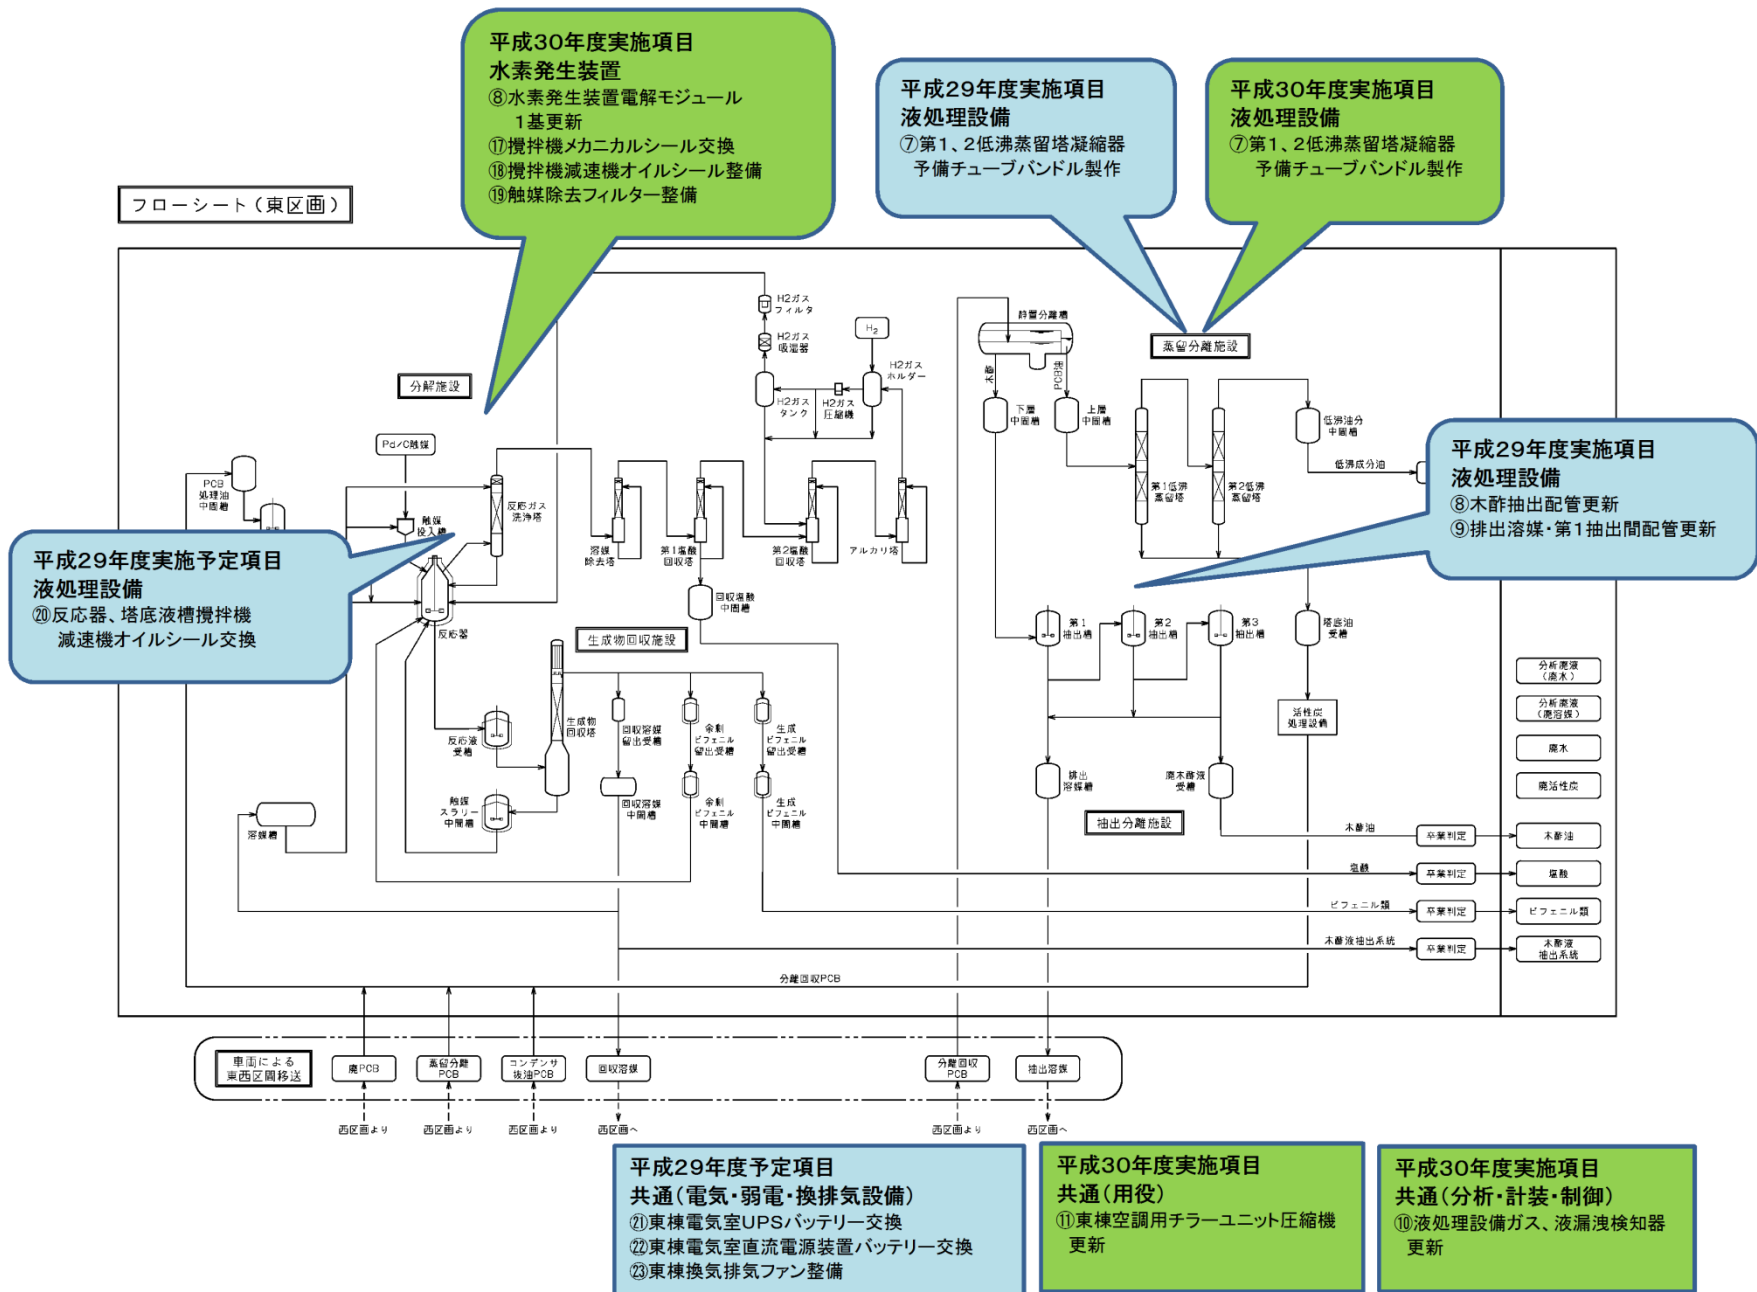 平成30年度実施項目
水素発生装置
⑧水素発生装置電解モジュール
1基更新
⑰攪拌機メカニカルシール交換
⑱攪拌機減速機オイルシール整備
⑲触媒除去フィルター整備
平成29年度実施項目
液処理設備
⑦第1、2低沸蒸留塔凝縮器
予備チューブバンドル製作
平成30年度実施項目
液処理設備
⑦第1、2低沸蒸留塔凝縮器
予備チューブバンドル製作
フローシート（東区画）
H2ガス
フィルタ
H2ガス
吸湿器
H2
H2ガス
ホルダー
H2ガス
タンク
H2ガス
圧縮機
静置分離槽
木酢
PCB油
下層
中間槽
上層
中間槽
蒸留分離施設
低沸油分
中間槽
低沸成分油
第1低沸
蒸留塔
第2低沸
蒸留塔
分解施設
Pd/C触媒
PCB
処理油
中間槽
触媒
投入槽
反応ガス
洗浄塔
溶媒
除去塔
第1塩酸
回収塔
第2塩酸
回収塔
アルカリ塔
平成29年度実施項目
液処理設備
⑧木酢抽出配管更新
⑨排出溶媒・第1抽出間配管更新
平成29年度実施予定項目
液処理設備
⑳反応器、塔底液槽攪拌機
減速機オイルシール交換
反応器
回収塩酸
中間槽
生成物回収施設
第1
抽出槽
第2
抽出槽
第3
抽出槽
塔底油
受槽
反応液
受槽
生成物
回収塔
回収溶媒
留出受槽
余剰
ビフェニル
留出受槽
生成
ビフェニル
留出受槽
活性炭
処理設備
分析廃液
（廃水）
分析廃液
（廃溶媒）
廃水
廃活性炭
溶媒槽
触媒
スラリー
中間槽
回収溶媒
中間槽
余剰
ビフェニル
中間槽
生成
ビフェニル
中間槽
排出
溶媒槽
廃木酢液
受槽
抽出分離施設
木酢油
卒業判定
木酢油
塩酸
卒業判定
塩酸
ビフェニル類
卒業判定
ビフェニル類
木酢液抽出系統
卒業判定
木酢液
抽出系統
分離回収PCB
車両による
東西区間移送
廃PCB
蒸留分離
PCB
コンデンサ
抜油PCB
回収溶媒
分離回収
PCB
抽出溶媒
西区画より
西区画より
西区画より
西区画へ
西区画より
西区画へ
平成29年度予定項目
共通（電気・弱電・換排気設備）
㉑東棟電気室UPSバッテリー交換
㉒東棟電気室直流電源装置バッテリー交換
㉓東棟換気排気ファン整備
平成30年度実施項目
共通（用役）
⑪東棟空調用チラーユニット圧縮機
更新
平成30年度実施項目
共通（分析・計装・制御）
⑩液処理設備ガス、液漏洩検知器
更新